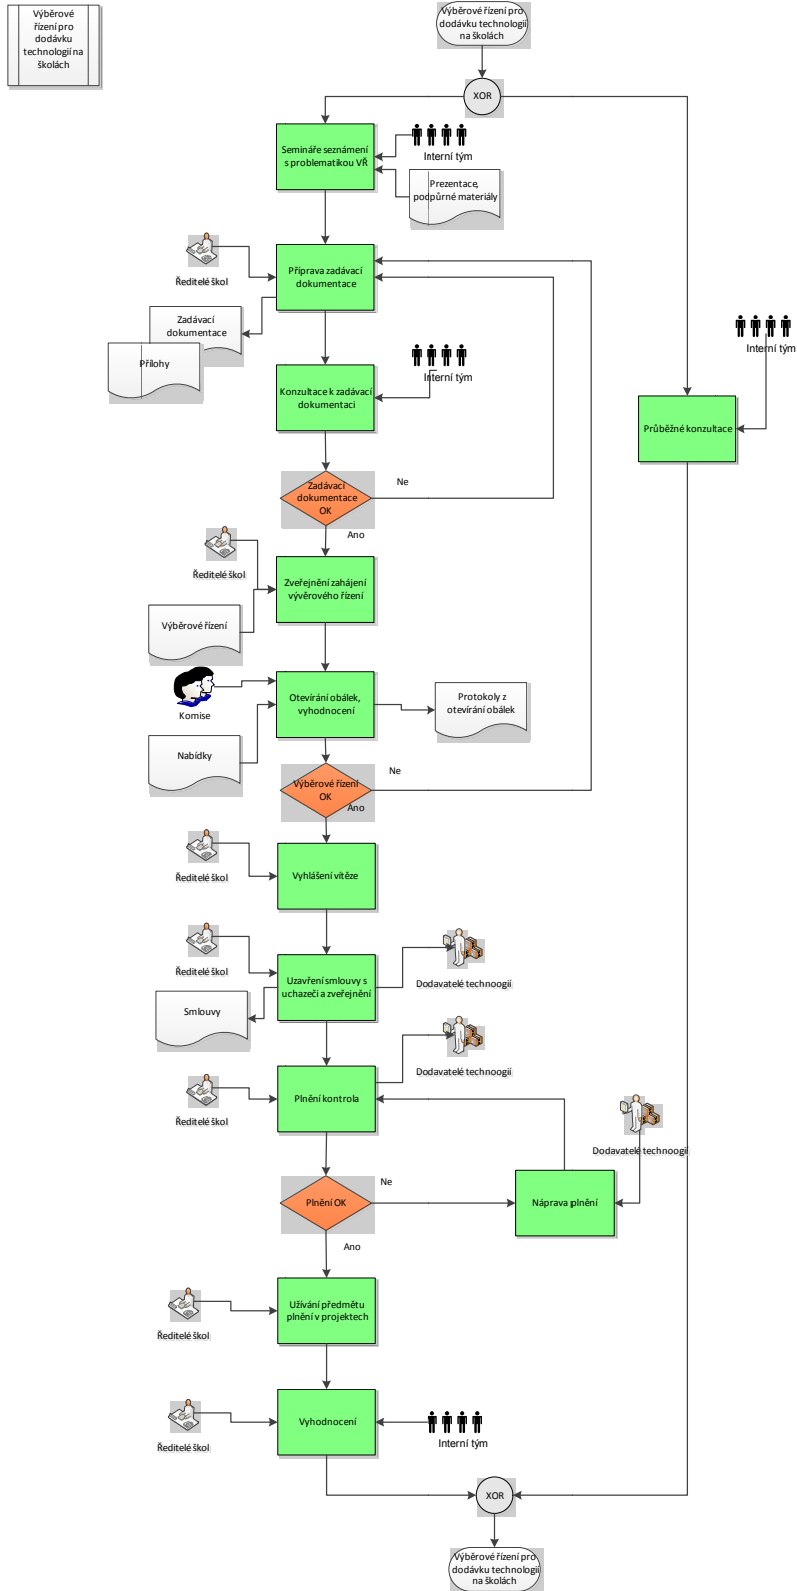 Výběrové
řízení pro
dodávku
technologií na
školách
Výběrové řízení pro
dodávku technologií
na školách
XOR
Semináře seznámení
s problematikou VŘ
Interní tým
Prezentace,
podpůrné materiály
Ředitelé škol
Příprava zadávací
dokumentace
Zadávací
dokumentace
Přílohy
Interní tým
Konzultace k zadávací
dokumentaci
Interní tým
Průběžné konzultace
Zadávací
dokumentace
OK
Ne
Ano
Ředitelé škol
Zveřejnění zahájení
vývěrového řízení
Výběrové řízení
Komise
Otevírání obálek,
vyhodnocení
Protokoly z
otevírání obálek
Nabídky
Výběrové řízení
OK
Ne
Ano
Ředitelé škol
Vyhlášení vítěze
Ředitelé škol
Uzavření smlouvy s
uchazeči a zveřejnění
Dodavatelé technoogií
Smlouvy
Dodavatelé technoogií
Ředitelé škol
Plnění kontrola
Dodavatelé technoogií
Plnění OK
Ne
Náprava plnění
Ano
Ředitelé škol
Užívání předmětu
plnění v projektech
Ředitelé škol
Vyhodnocení
Interní tým
XOR
Výběrové řízení pro
dodávku technologií
na školách